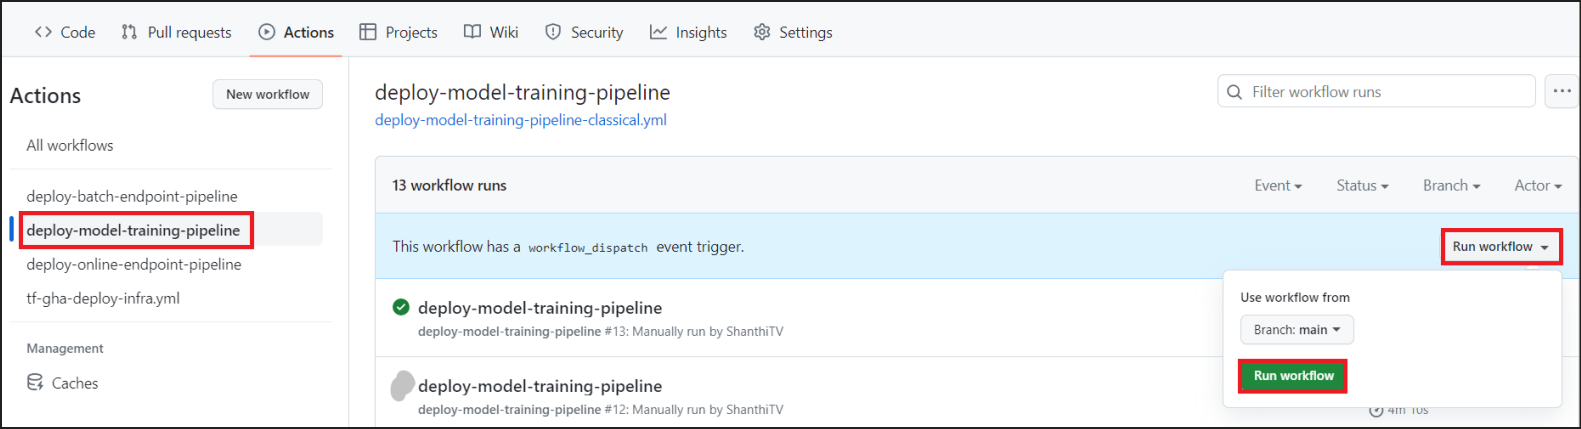 Code Pull requests Actions Projects Wiki Security Insights Settings
Actions
New workflow
All workflows
deploy-batch-endpoint-pipeline
deploy-model-training-pipeline
deploy-online-endpoint-pipeline
tf-gha-deploy-infra.yml
Management
Caches
deploy-model-training-pipeline
deploy-model-training-pipeline-classical.yml
Filter workflow runs
13 workflow runs
Event Status Branch Actor
This workflow has a workflow_dispatch event trigger.
Run workflow
Use workflow from
Branch: main
Run workflow
deploy-model-training-pipeline
deploy-model-training-pipeline #13: Manually run by ShanthiTV
deploy-model-training-pipeline
deploy-model-training-pipeline #12: Manually run by ShanthiTV
4m 10s